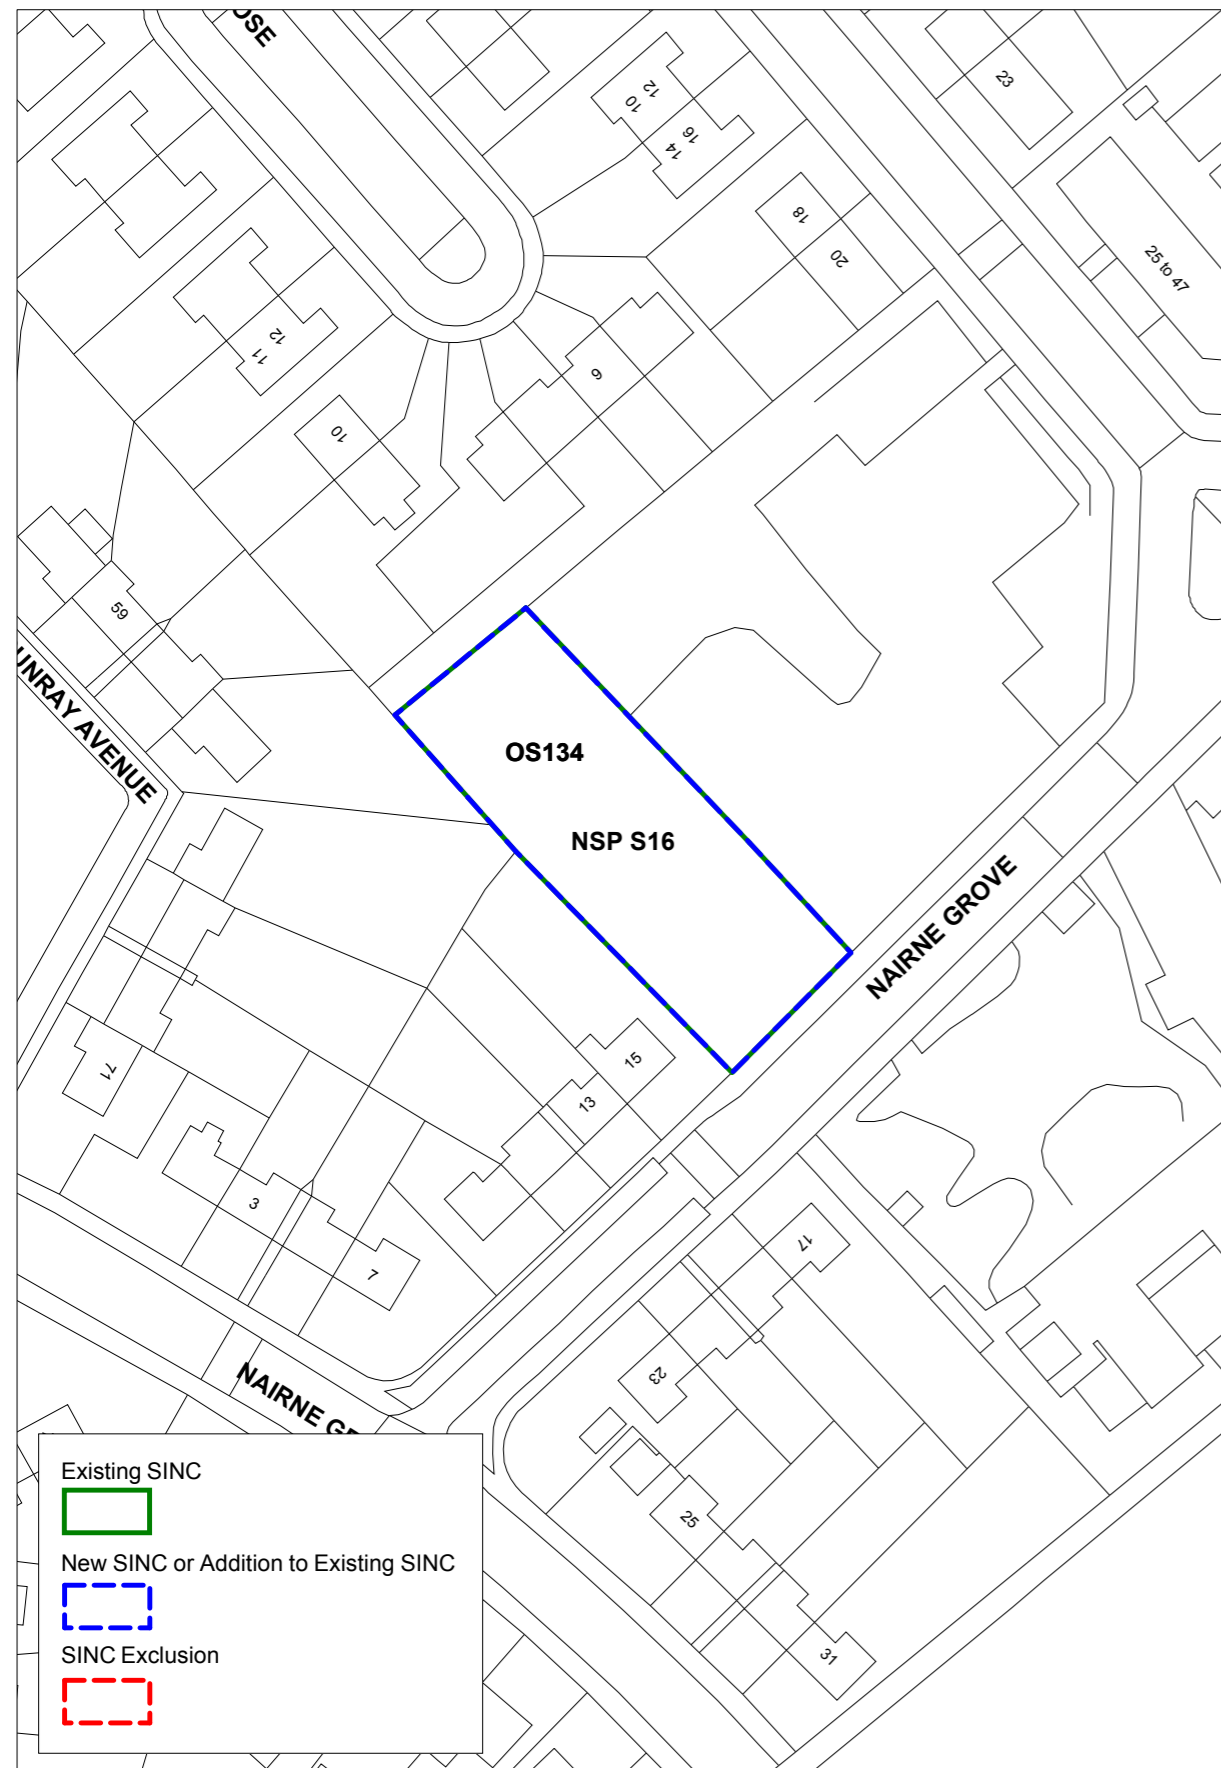 OSE
23
10
12
14
16
18
20
25 to 47
11
12
6
10
59
UNRAY AVENUE
OS134
NSP S16
NAIRNE GROVE
15
13
71
3
7
17
23
NAIRNE GR
25
31
Existing SINC
New SINC or Addition to Existing SINC
SINC Exclusion